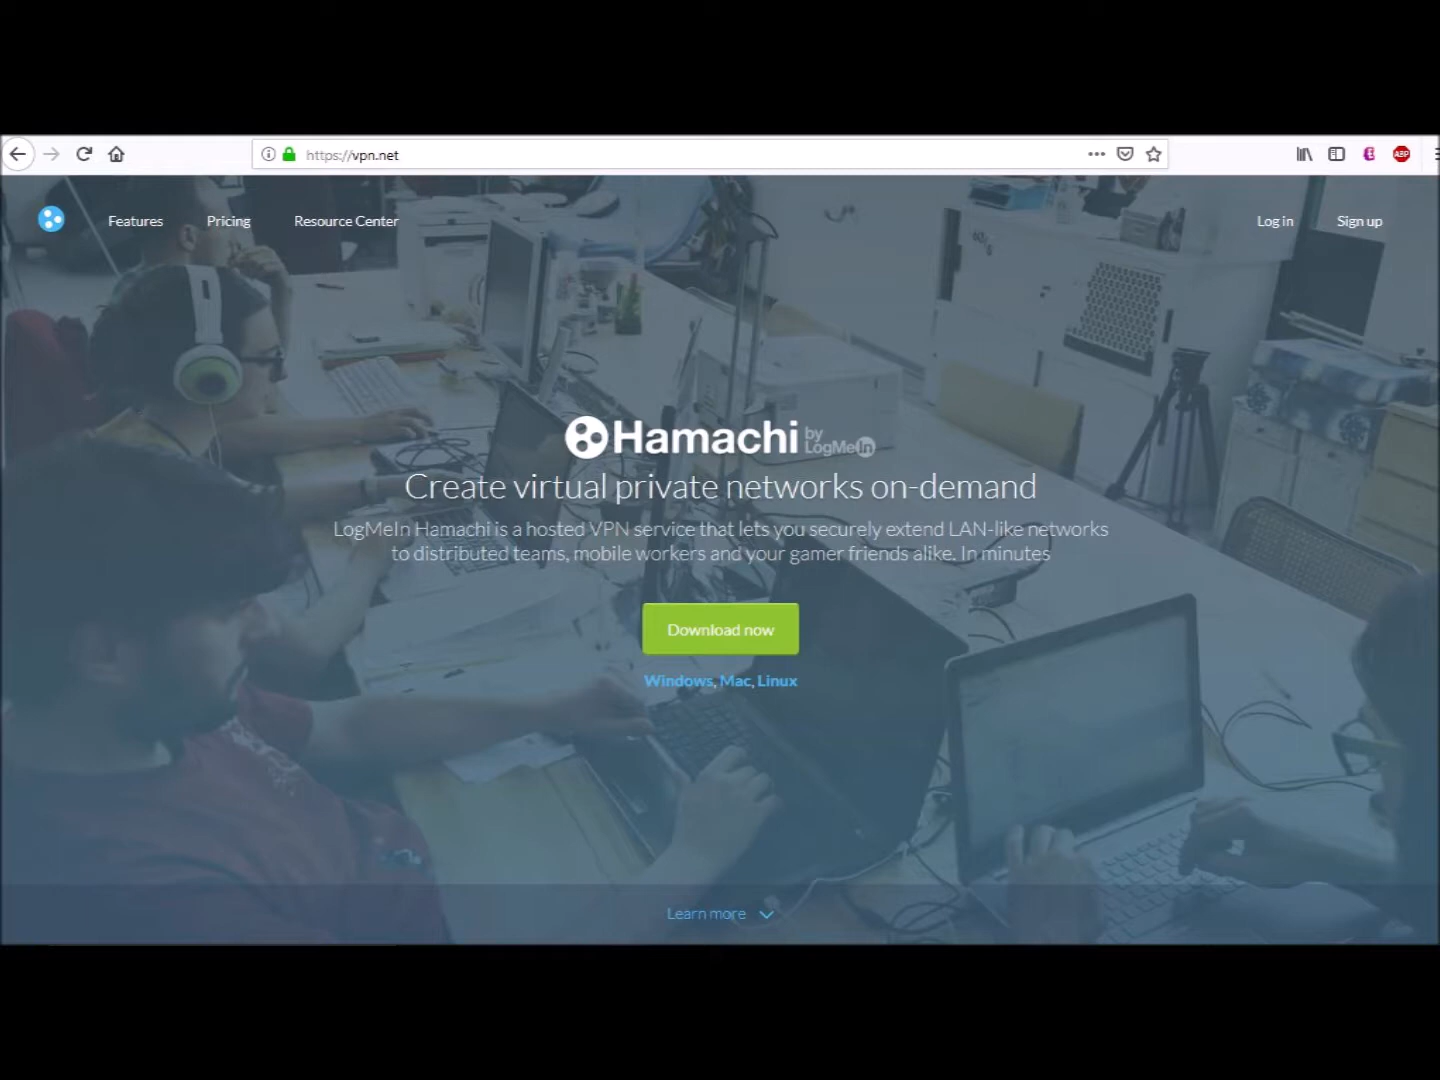 https://vpn.net
ABP
Features Pricing Resource Center Log in Sign up
Hamachi by LogMeIn
Create virtual private networks on-demand
LogMeIn Hamachi is a hosted VPN service that lets you securely extend LAN-like networks
to distributed teams, mobile workers and your gamer friends alike. In minutes
Download now
Windows, Mac, Linux
Learn more